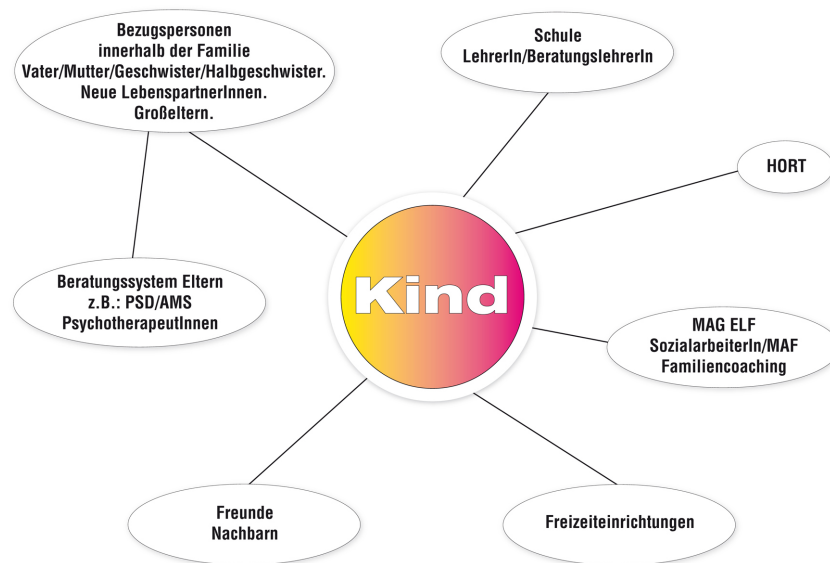 Bezugspersonen
innerhalb der Familie
Vater/Mutter/Geschwister/Halbgeschwister.
Neue LebenspartnerInnen.
Großeltern.
Schule
LehrerIn/BeratungslehrerIn
HORT
Beratungssystem Eltern
z.B.: PSD/AMS
PsychotherapeutInnen
Kind
MAG ELF
SozialarbeiterIn/MAF
Familiencoaching
Freunde
Nachbarn
Freizeiteinrichtungen